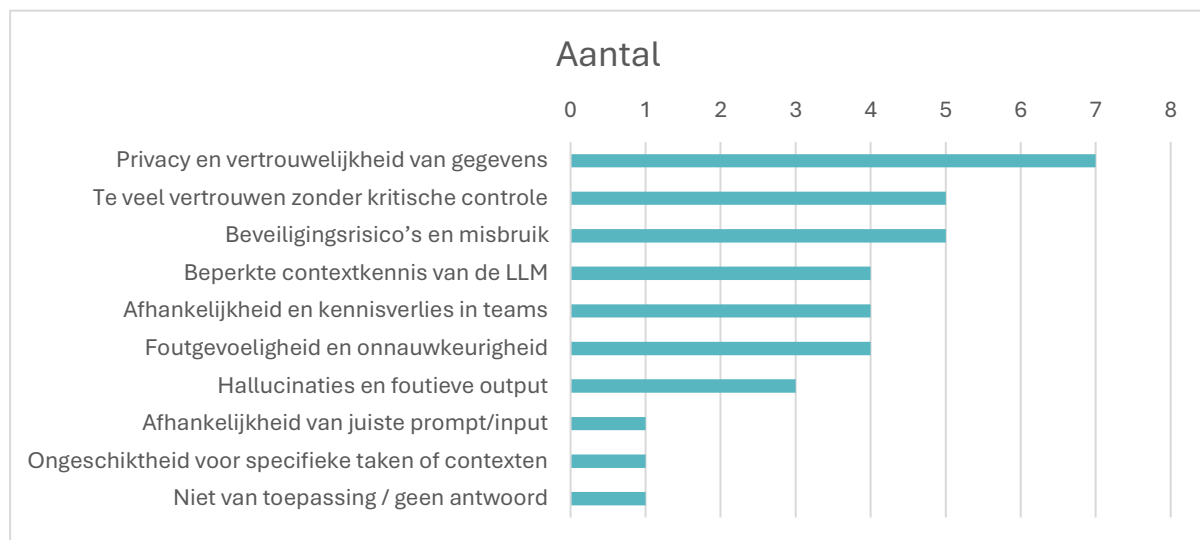 Aantal
0 1 2 3 4 5 6 7 8
Privacy en vertrouwelijkheid van gegevens
Te veel vertrouwen zonder kritische controle
Beveiligingsrisico’s en misbruik
Beperkte contextkennis van de LLM
Afhankelijkheid en kennisverlies in teams
Foutgevoeligheid en onnauwkeurigheid
Hallucinaties en foutieve output
Afhankelijkheid van juiste prompt/input
Ongeschiktheid voor specifieke taken of contexten
Niet van toepassing / geen antwoord